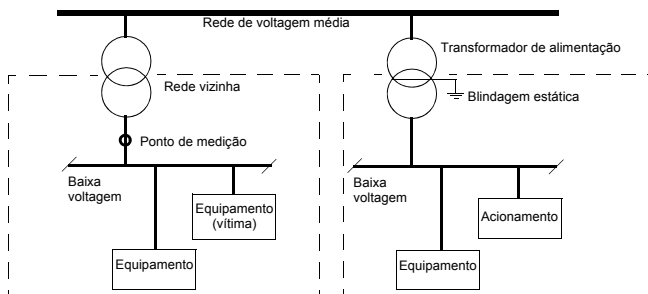 Rede de voltagem média
Transformador de alimentação
Rede vizinha
Blindagem estática
Ponto de medição
Baixa
voltagem
Equipamento
(vítima)
Equipamento
Baixa
voltagem
Acionamento
Equipamento